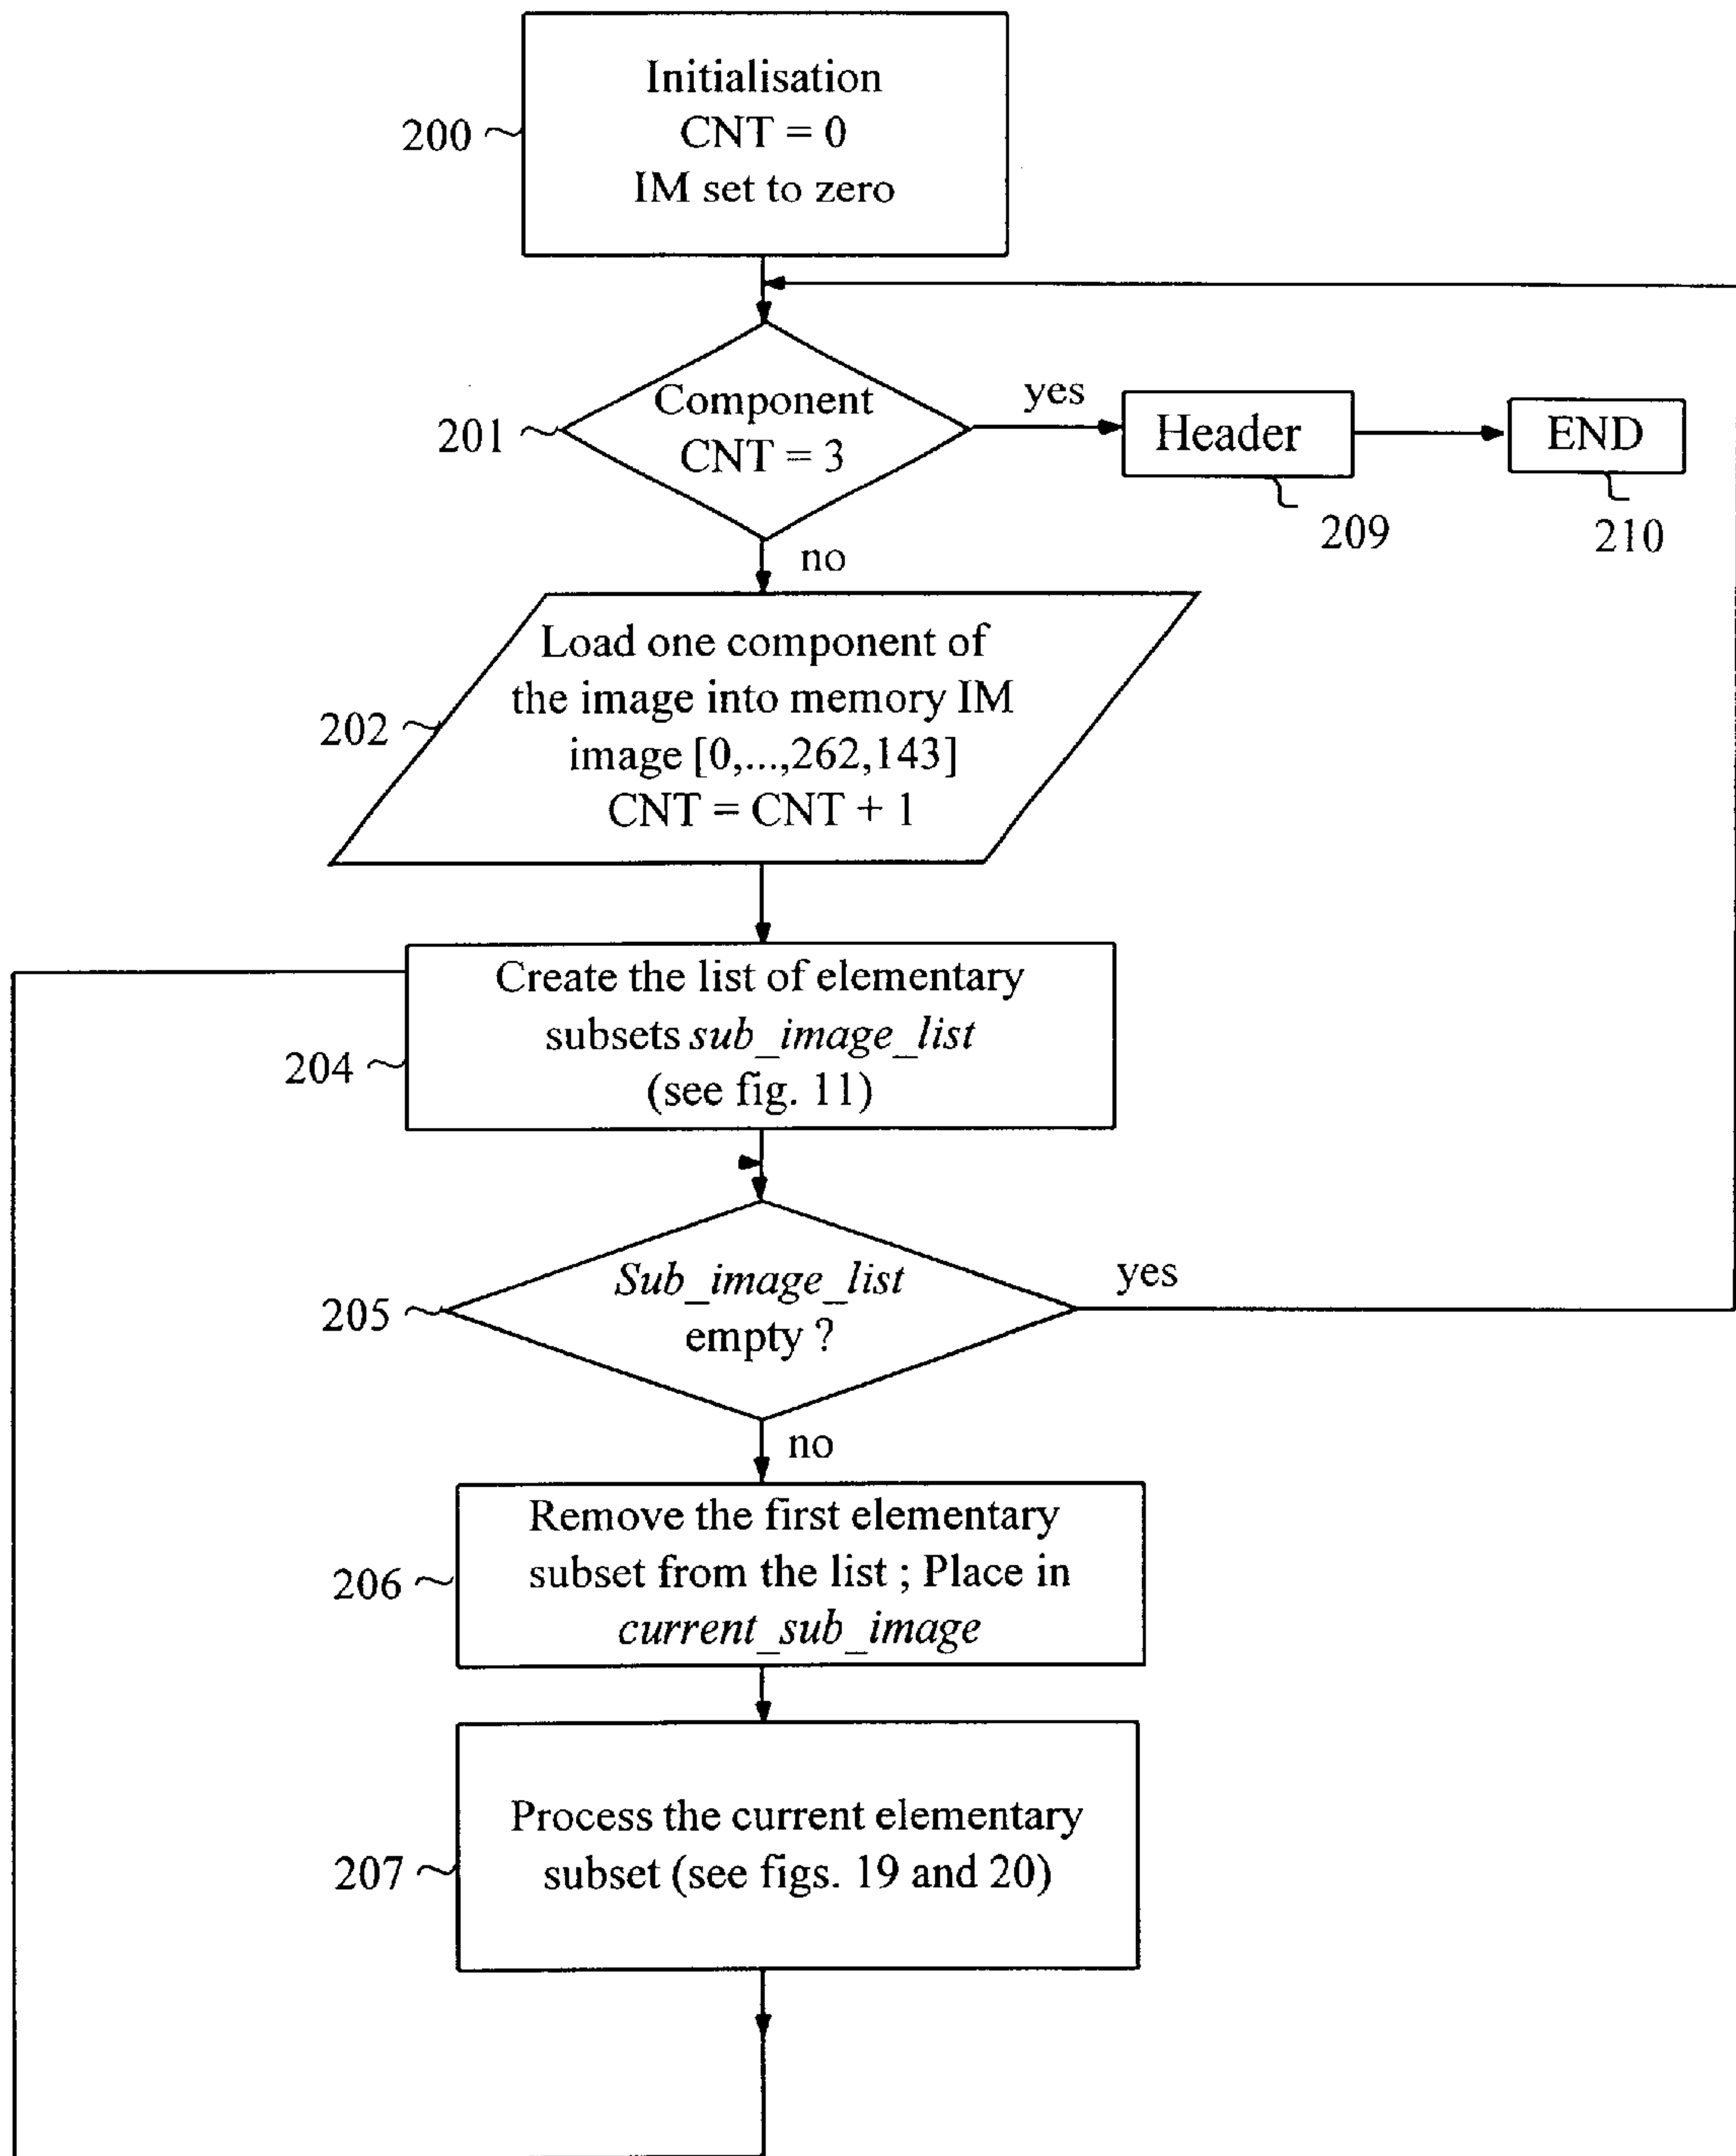 Initialisation
CNT = 0
IM set to zero
200
Component
CNT = 3
201
yes
Header
END
209
210
no
Load one component of
the image into memory IM
image [0,...,262,143]
CNT = CNT + 1
202
Create the list of elementary
subsets sub_image_list
(see fig. 11)
204
Sub_image_list
empty ?
205
yes
no
Remove the first elementary
subset from the list ; Place in
current_sub_image
206
Process the current elementary
subset (see figs. 19 and 20)
207